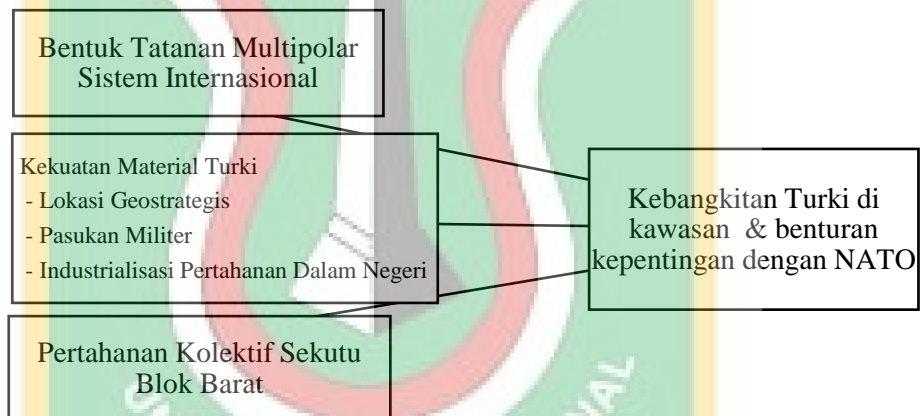 Bentuk Tatanan Multipolar
Sistem Internasional
Kekuatan Material Turki
- Lokasi Geostrategis
- Pasukan Militer
- Industrialisasi Pertahanan Dalam Negeri
Kebangkitan Turki di
kawasan & benturan
kepentingan dengan NATO
Pertahanan Kolektif Sekutu
Blok Barat